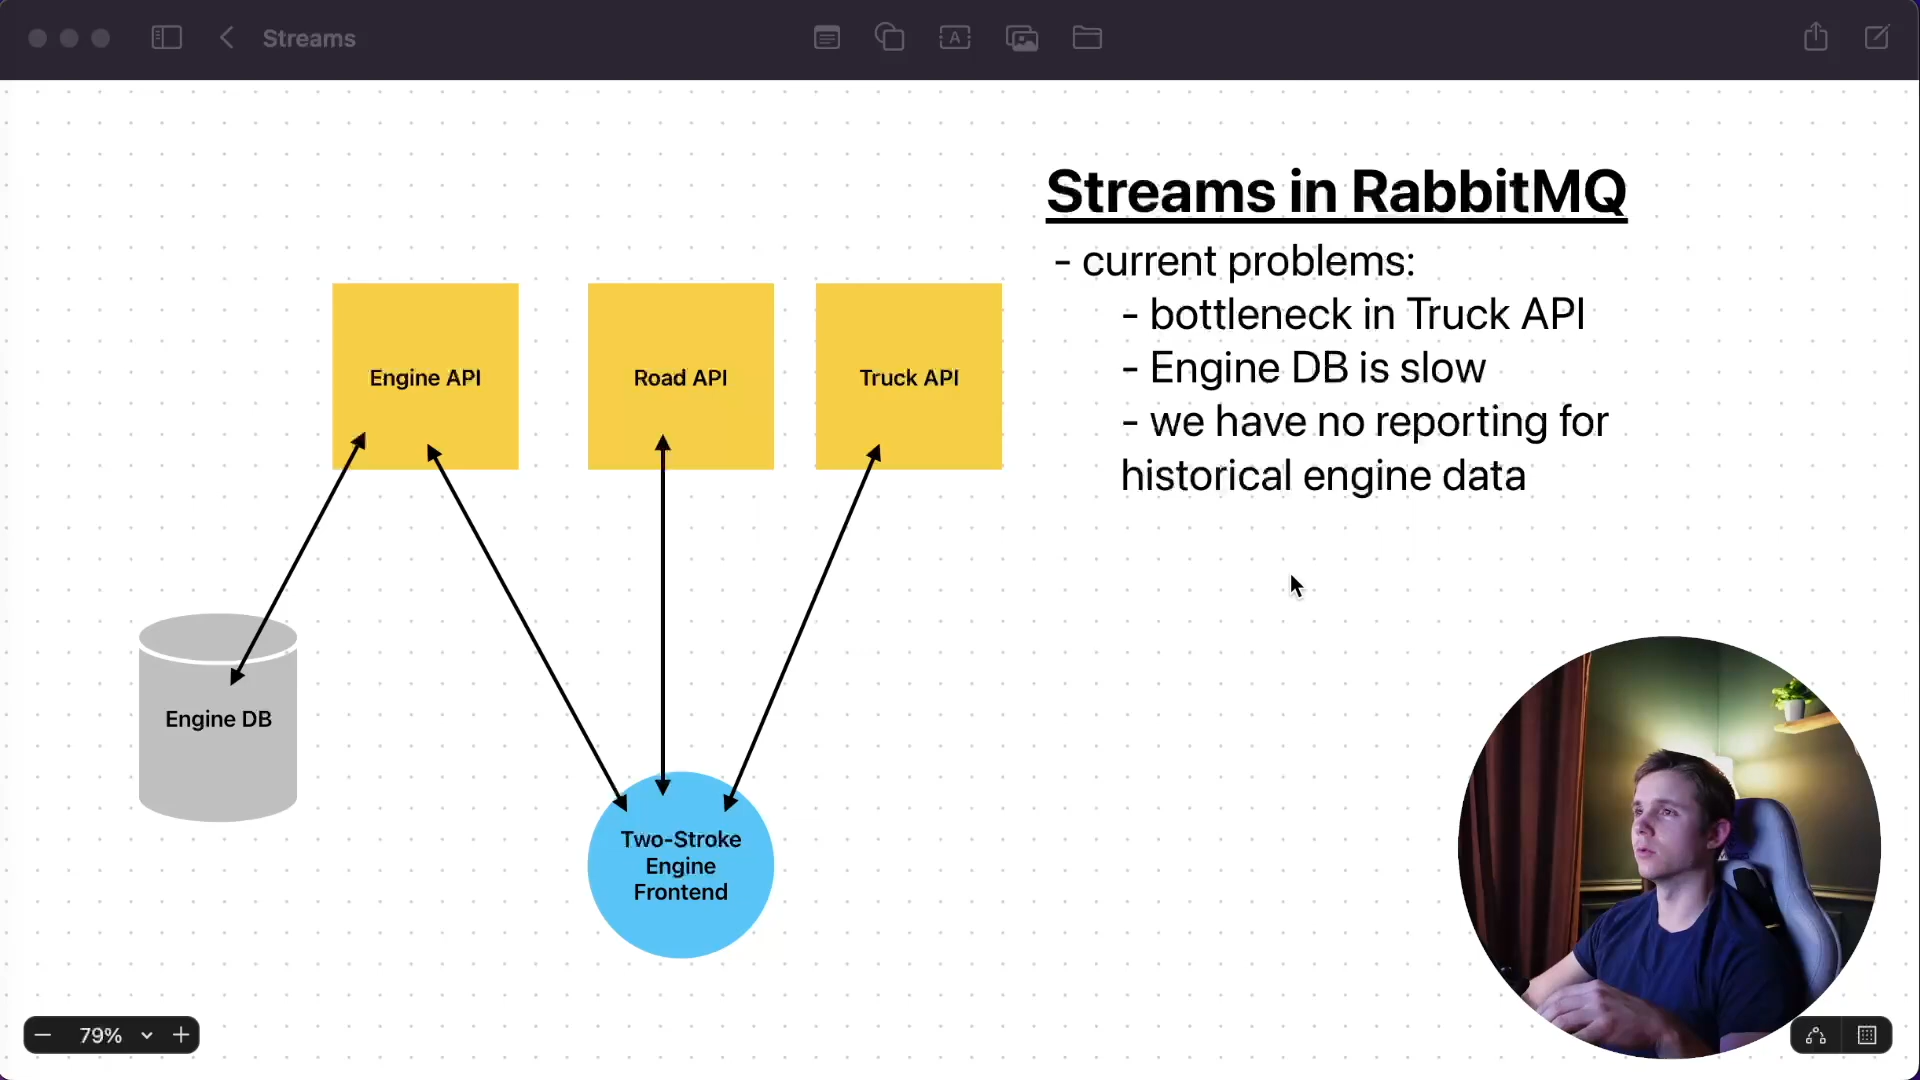 Streams
Streams in RabbitMQ
- current problems:
- bottleneck in Truck API
- Engine DB is slow
- we have no reporting for
historical engine data
Engine API
Road API
Truck API
Engine DB
Two-Stroke
Engine
Frontend
79%